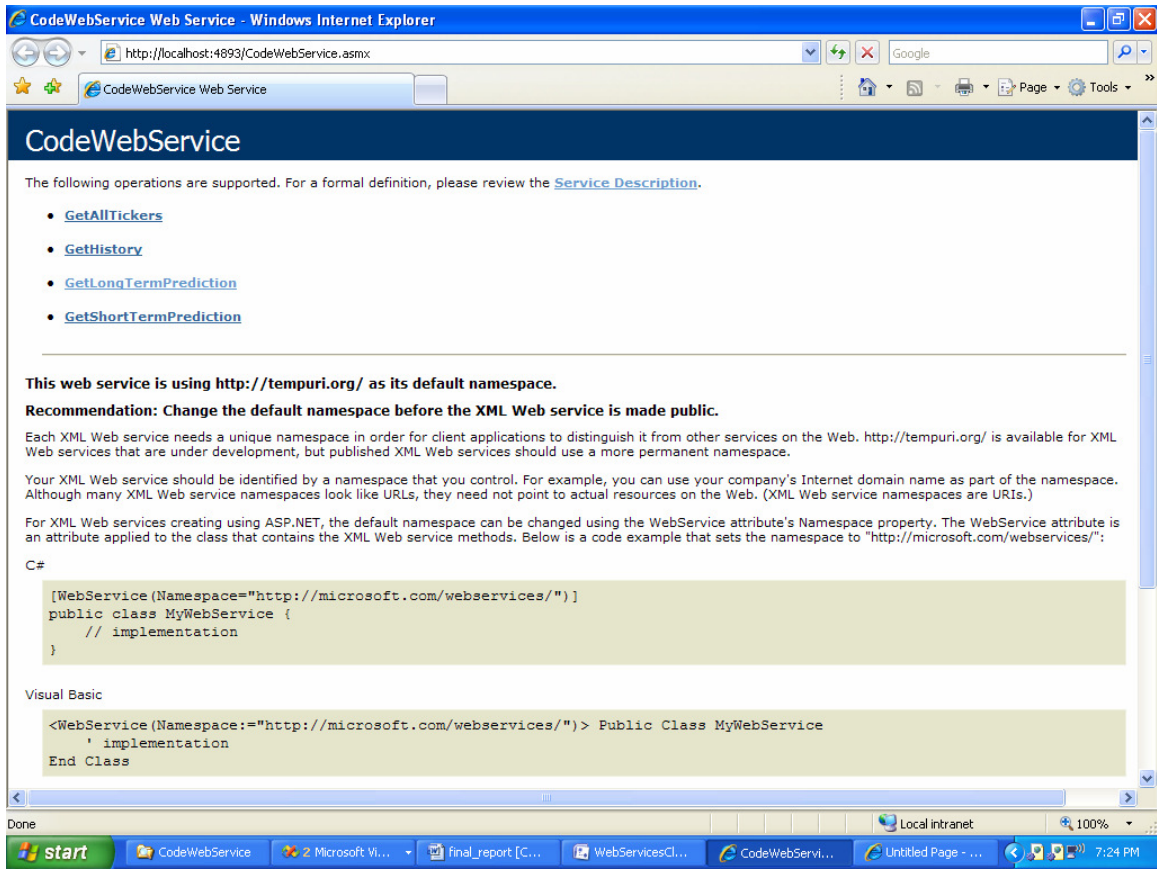 CodeWebService Web Service - Windows Internet Explorer
http://localhost:4893/CodeWebService.asmx
Google
CodeWebService Web Service
Page
Tools
CodeWebService
The following operations are supported. For a formal definition, please review the Service Description.
• GetAllTickers
• GetHistory
• GetLongTermPrediction
• GetShortTermPrediction
This web service is using http://tempuri.org/ as its default namespace.
Recommendation: Change the default namespace before the XML Web service is made public.
Each XML Web service needs a unique namespace in order for client applications to distinguish it from other services on the Web. http://tempuri.org/ is available for XML
Web services that are under development, but published XML Web services should use a more permanent namespace.
Your XML Web service should be identified by a namespace that you control. For example, you can use your company's Internet domain name as part of the namespace.
Although many XML Web service namespaces look like URLs, they need not point to actual resources on the Web. (XML Web service namespaces are URIs.)
For XML Web services creating using ASP.NET, the default namespace can be changed using the WebService attribute's Namespace property. The WebService attribute is
an attribute applied to the class that contains the XML Web service methods. Below is a code example that sets the namespace to "http://microsoft.com/webservices/":
C#
[WebService(Namespace="http://microsoft.com/webservices/")]
public class MyWebService {
    // implementation
}
Visual Basic
<WebService(Namespace:="http://microsoft.com/webservices/")> Public Class MyWebService
    ' implementation
End Class
Done
Local intranet
100%
start
CodeWebService
2 Microsoft Vi...
final_report [C...
WebServicesCl...
CodeWebServi...
Untitled Page - ...
7:24 PM